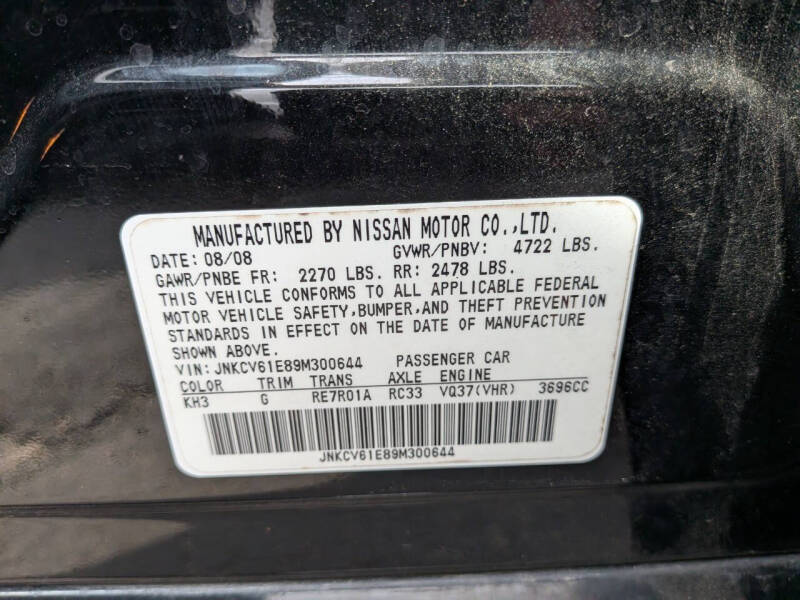 MANUFACTURED BY NISSAN MOTOR CO.,LTD.
DATE: 08/08 GVWR/PNBV: 4722 LBS.
GAWR/PNBE FR: 2270 LBS. RR: 2478 LBS.
THIS VEHICLE CONFORMS TO ALL APPLICABLE FEDERAL
MOTOR VEHICLE SAFETY,BUMPER,AND THEFT PREVENTION
STANDARDS IN EFFECT ON THE DATE OF MANUFACTURE
SHOWN ABOVE.
VIN: JNKCV61E89M300644 PASSENGER CAR
COLOR TRIM TRANS AXLE ENGINE
KH3 G RE7R01A RC33 VQ37(VHR) 3696CC
JNKCV61E89M300644